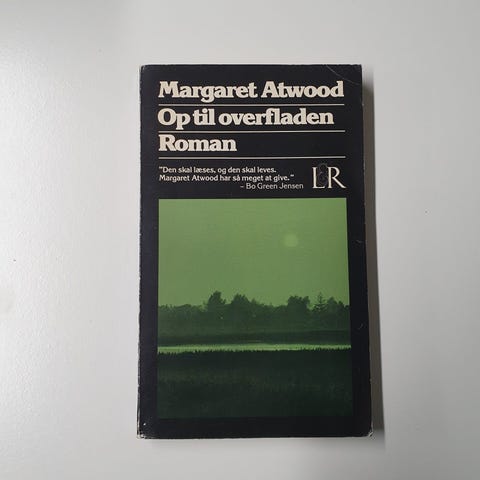 Margaret Atwood
Op til overfladen
Roman
"Den skal læses, og den skal leves.
Margaret Atwood har så meget at give."
– Bo Green Jensen
L&R